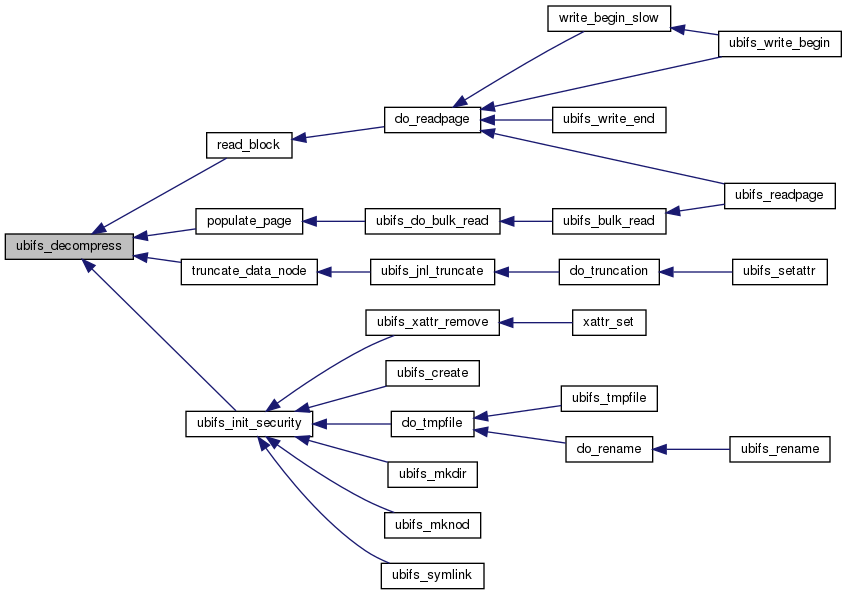 write_begin_slow
ubifs_write_begin
do_readpage
ubifs_write_end
read_block
ubifs_readpage
populate_page
ubifs_do_bulk_read
ubifs_bulk_read
ubifs_decompress
truncate_data_node
ubifs_jnl_truncate
do_truncation
ubifs_setattr
ubifs_xattr_remove
xattr_set
ubifs_create
ubifs_tmpfile
ubifs_init_security
do_tmpfile
do_rename
ubifs_rename
ubifs_mkdir
ubifs_mknod
ubifs_symlink